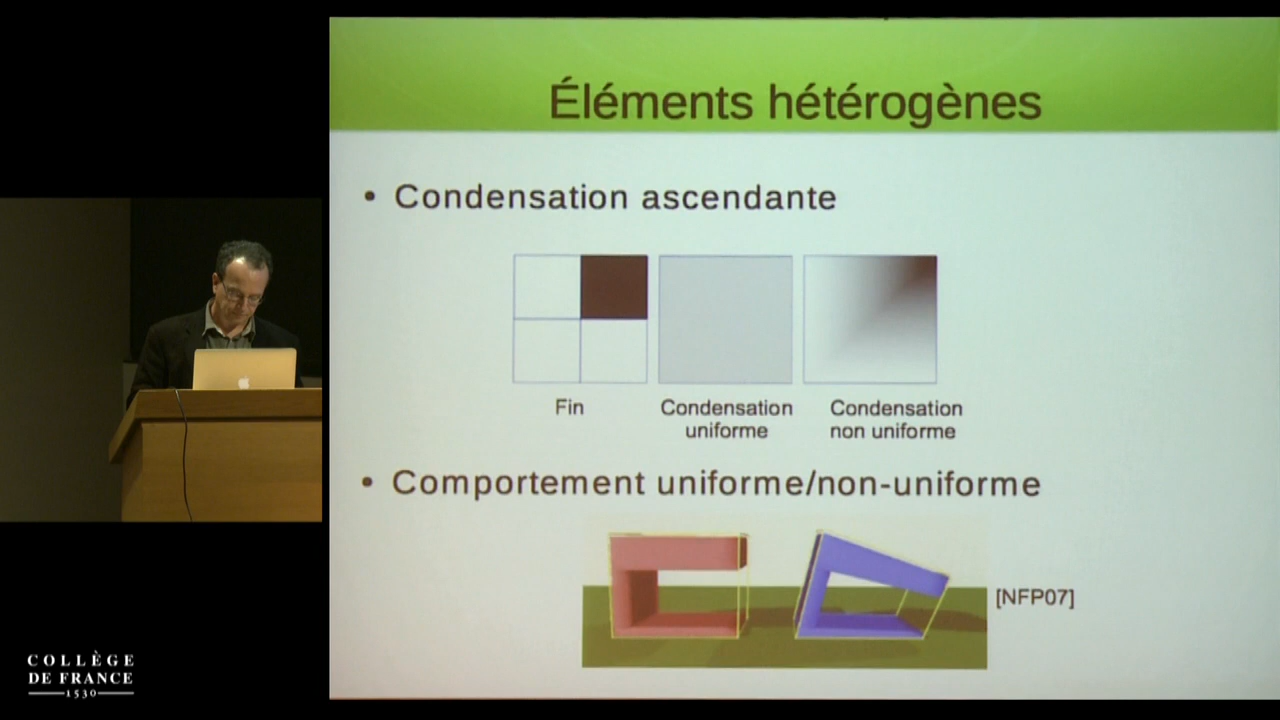 Éléments hétérogènes
• Condensation ascendante
Fin
Condensation
uniforme
Condensation
non uniforme
• Comportement uniforme/non-uniforme
[NFP07]
COLLÈGE
DE FRANCE
1530